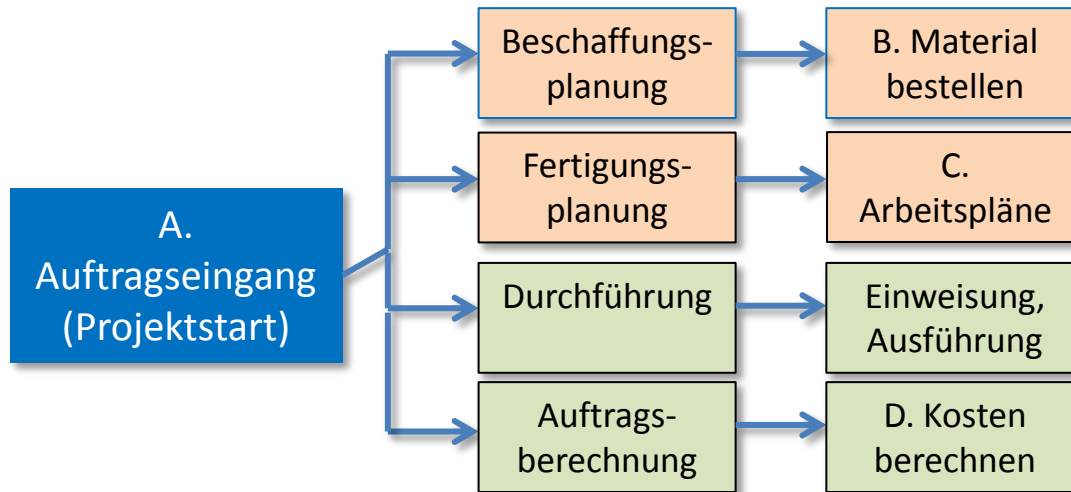 Beschaffungs-
planung
B. Material
bestellen
Fertigungs-
planung
C.
Arbeitspläne
A.
Auftragseingang
(Projektstart)
Durchführung
Einweisung,
Ausführung
Auftrags-
berechnung
D. Kosten
berechnen